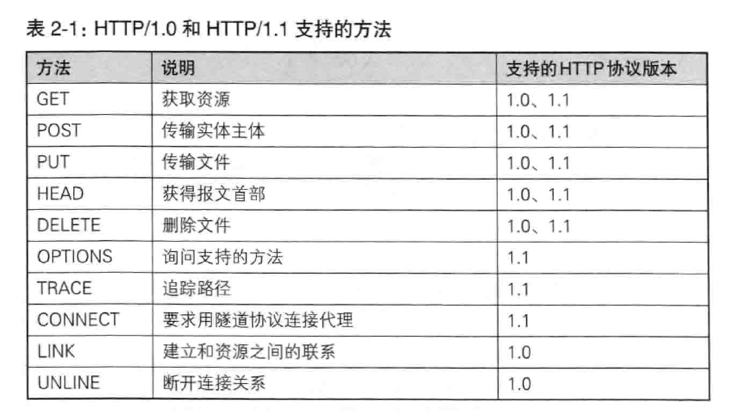 表 2-1：HTTP/1.0 和 HTTP/1.1 支持的方法
方法 说明 支持的HTTP协议版本
GET 获取资源 1.0、1.1
POST 传输实体主体 1.0、1.1
PUT 传输文件 1.0、1.1
HEAD 获得报文首部 1.0、1.1
DELETE 删除文件 1.0、1.1
OPTIONS 询问支持的方法 1.1
TRACE 追踪路径 1.1
CONNECT 要求用隧道协议连接代理 1.1
LINK 建立和资源之间的联系 1.0
UNLINE 断开连接关系 1.0